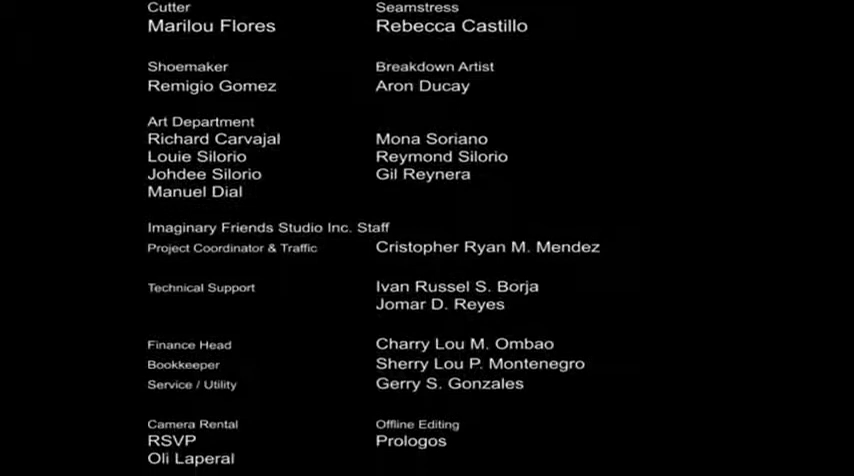 Cutter Seamstress
Marilou Flores Rebecca Castillo
Shoemaker Breakdown Artist
Remigio Gomez Aron Ducay
Art Department
Richard Carvajal Mona Soriano
Louie Silorio Reymond Silorio
Johdee Silorio Gil Reynera
Manuel Dial
Imaginary Friends Studio Inc. Staff
Project Coordinator & Traffic Cristopher Ryan M. Mendez
Technical Support Ivan Russel S. Borja
Jomar D. Reyes
Finance Head Charry Lou M. Ombao
Bookkeeper Sherry Lou P. Montenegro
Service / Utility Gerry S. Gonzales
Camera Rental Offline Editing
RSVP Prologos
Oli Laperal